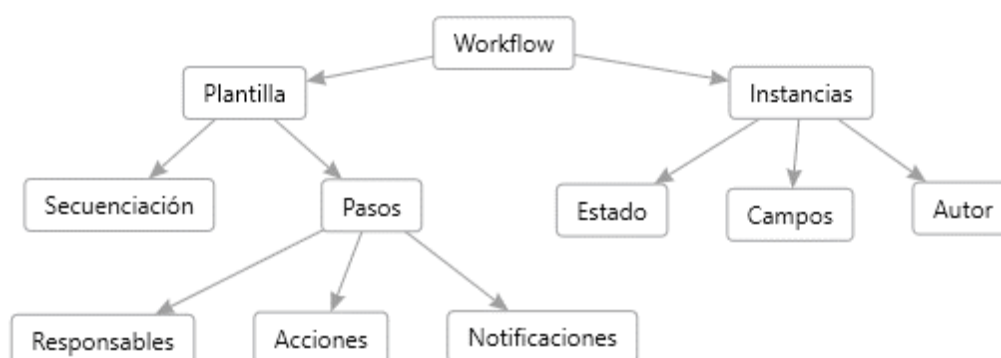 Workflow
Plantilla
Instancias
Secuenciación
Pasos
Estado
Campos
Autor
Responsables
Acciones
Notificaciones